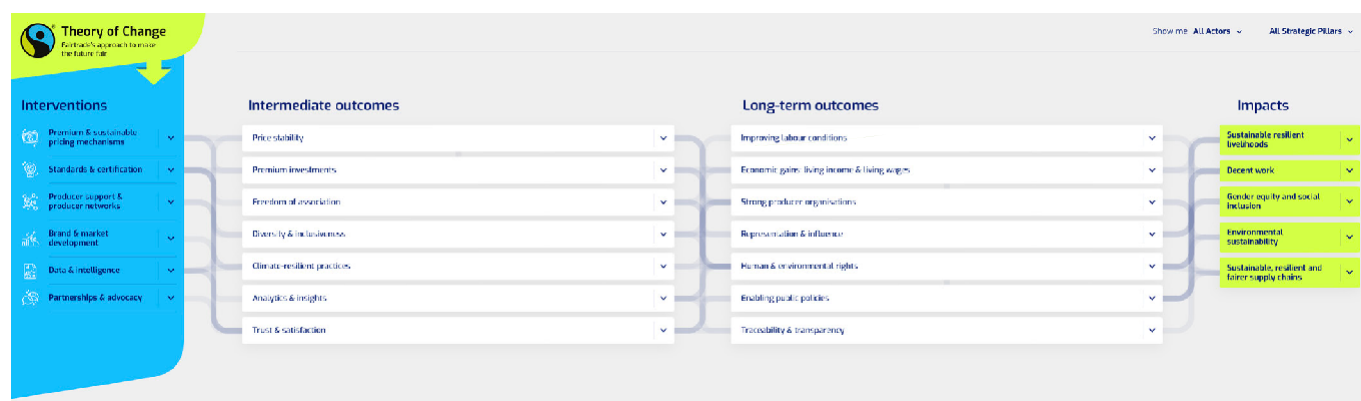 Theory of Change
Fairtrade's approach to make
the future fair
Show me All Actors
All Strategic Pillars
Interventions
Premium & sustainable
pricing mechanisms
Standards & certification
Producer support &
producer networks
Brand & market
development
Data & intelligence
Partnerships & advocacy
Intermediate outcomes
Price stability
Premium investments
Freedom of association
Diversity & inclusiveness
Climate-resilient practices
Analytics & insights
Trust & satisfaction
Long-term outcomes
Improving labour conditions
Economic gains: living income & living wages
Strong producer organisations
Representation & influence
Human & environmental rights
Enabling public policies
Traceability & transparency
Impacts
Sustainable resilient
livelihoods
Decent work
Gender equity and social
inclusion
Environmental
sustainability
Sustainable, resilient and
fairer supply chains